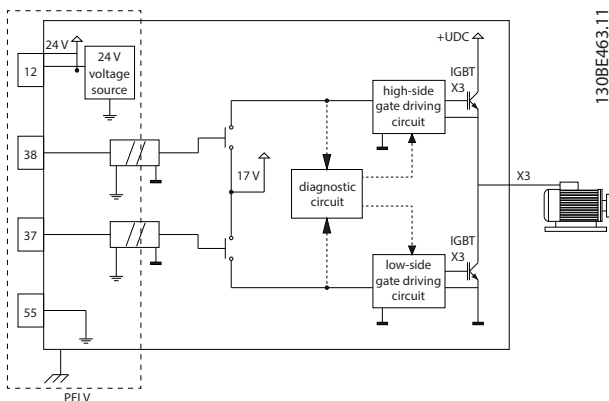 130BE463.11
+UDC
24 V
12
24 V
voltage
source
high-side
gate driving
circuit
IGBT
X3
38
17 V
diagnostic
circuit
X3
37
IGBT
X3
low-side
gate driving
circuit
55
PELV